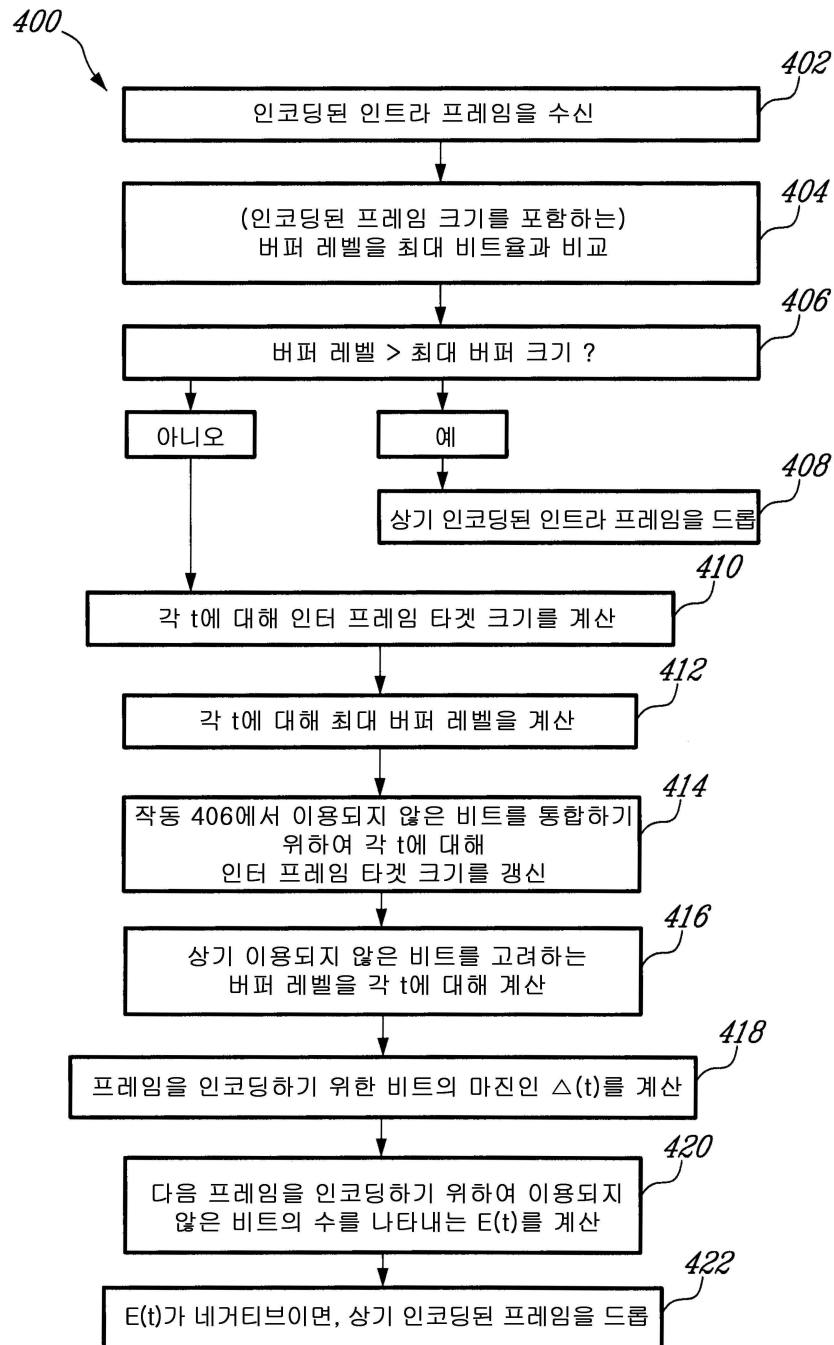 400
402
인코딩된 인트라 프레임을 수신
404
(인코딩된 프레임 크기를 포함하는)
버퍼 레벨을 최대 비트율과 비교
406
버퍼 레벨 > 최대 버퍼 크기 ?
아니오
예
408
상기 인코딩된 인트라 프레임을 드롭
410
각 t에 대해 인터 프레임 타겟 크기를 계산
412
각 t에 대해 최대 버퍼 레벨을 계산
414
작동 406에서 이용되지 않은 비트를 통합하기
위하여 각 t에 대해
인터 프레임 타겟 크기를 갱신
416
상기 이용되지 않은 비트를 고려하는
버퍼 레벨을 각 t에 대해 계산
418
프레임을 인코딩하기 위한 비트의 마진인 △(t)를 계산
420
다음 프레임을 인코딩하기 위하여 이용되지
않은 비트의 수를 나타내는 E(t)를 계산
422
E(t)가 네거티브이면, 상기 인코딩된 프레임을 드롭